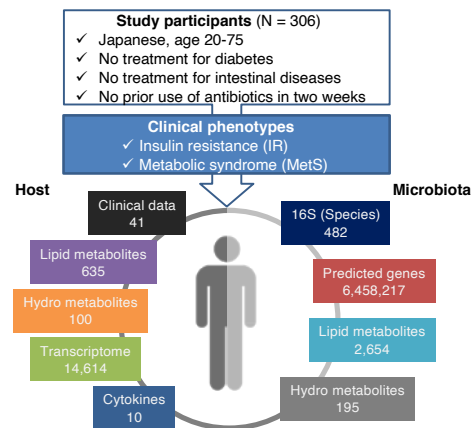 Study participants (N = 306)
✓ Japanese, age 20-75
✓ No treatment for diabetes
✓ No treatment for intestinal diseases
✓ No prior use of antibiotics in two weeks
Clinical phenotypes
✓ Insulin resistance (IR)
✓ Metabolic syndrome (MetS)
Host
Clinical data
41
Lipid metabolites
635
Hydro metabolites
100
Transcriptome
14,614
Cytokines
10
Microbiota
16S (Species)
482
Predicted genes
6,458,217
Lipid metabolites
2,654
Hydro metabolites
195